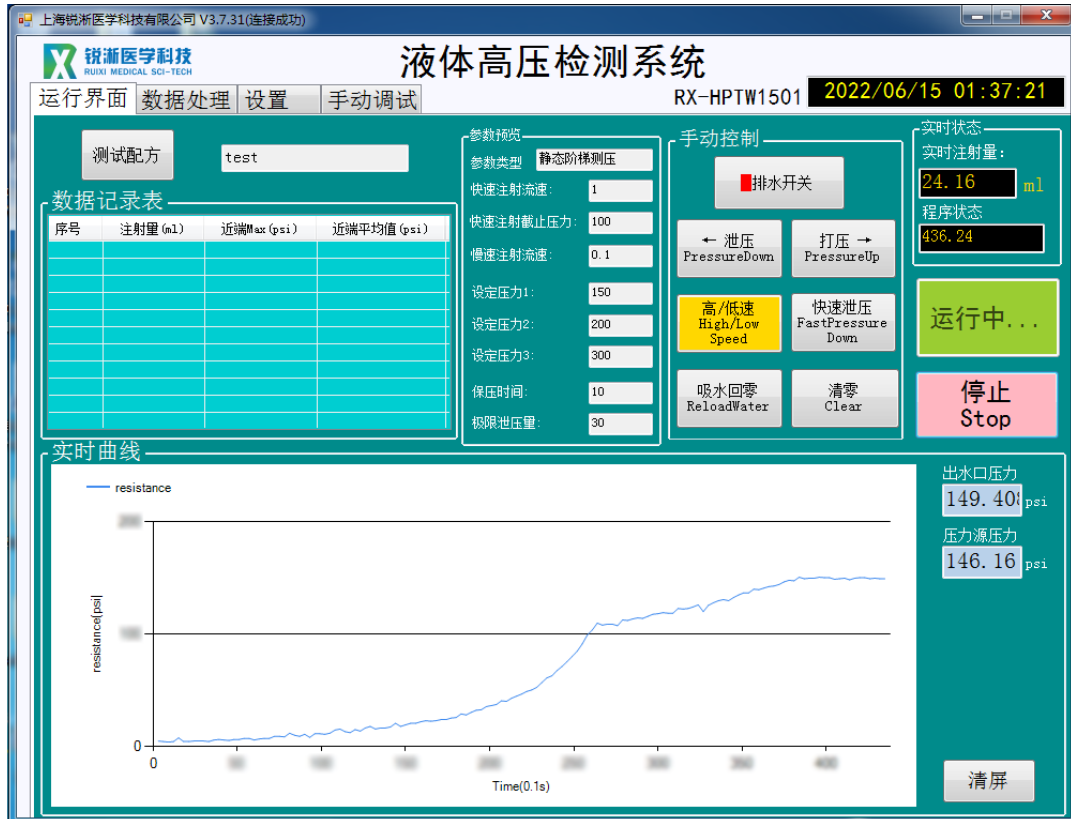 上海锐淅医学科技有限公司 V3.7.31(连接成功)
锐淅医学科技
RUIXI MEDICAL SCI-TECH
液体高压检测系统
运行界面 数据处理 设置 手动调试
RX-HPTW1501
2022/06/15 01:37:21
测试配方 test
数据记录表
序号 注射量(ml) 近端Max(psi) 近端平均值(psi)
参数预览
参数类型 静态阶梯测压
快速注射流速: 1
快速注射截止压力: 100
慢速注射流速: 0.1
设定压力1: 150
设定压力2: 200
设定压力3: 300
保压时间: 10
极限泄压量: 30
手动控制
排水开关
← 泄压
PressureDown
打压 →
PressureUp
高/低速
High/Low
Speed
快速泄压
FastPressure
Down
吸水回零
ReloadWater
清零
Clear
实时状态
实时注射量:
24.16 ml
程序状态
436.24
运行中...
停止
Stop
实时曲线
resistance
resistance[psi]
0
0
Time(0.1s)
出水口压力
149.408 psi
压力源压力
146.16 psi
清屏